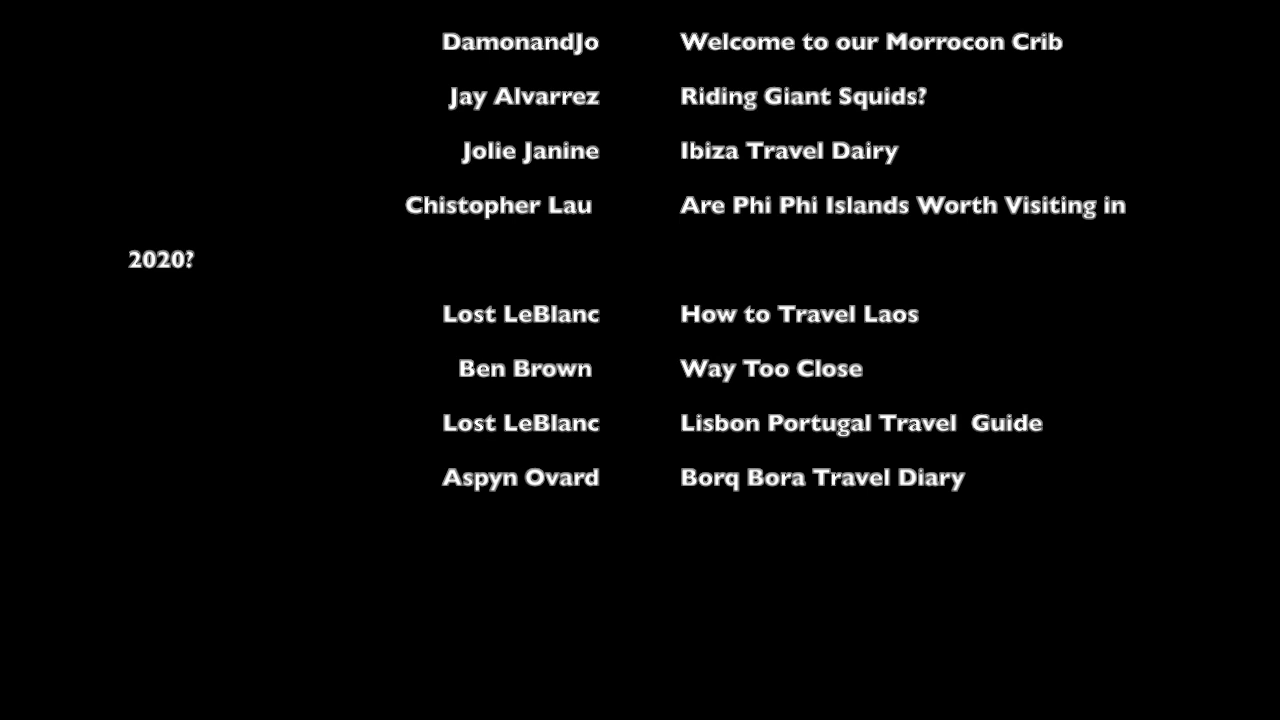 DamonandJo Welcome to our Morrocon Crib
Jay Alvarrez Riding Giant Squids?
Jolie Janine Ibiza Travel Dairy
Chistopher Lau Are Phi Phi Islands Worth Visiting in
2020?
Lost LeBlanc How to Travel Laos
Ben Brown Way Too Close
Lost LeBlanc Lisbon Portugal Travel  Guide
Aspyn Ovard Borq Bora Travel Diary